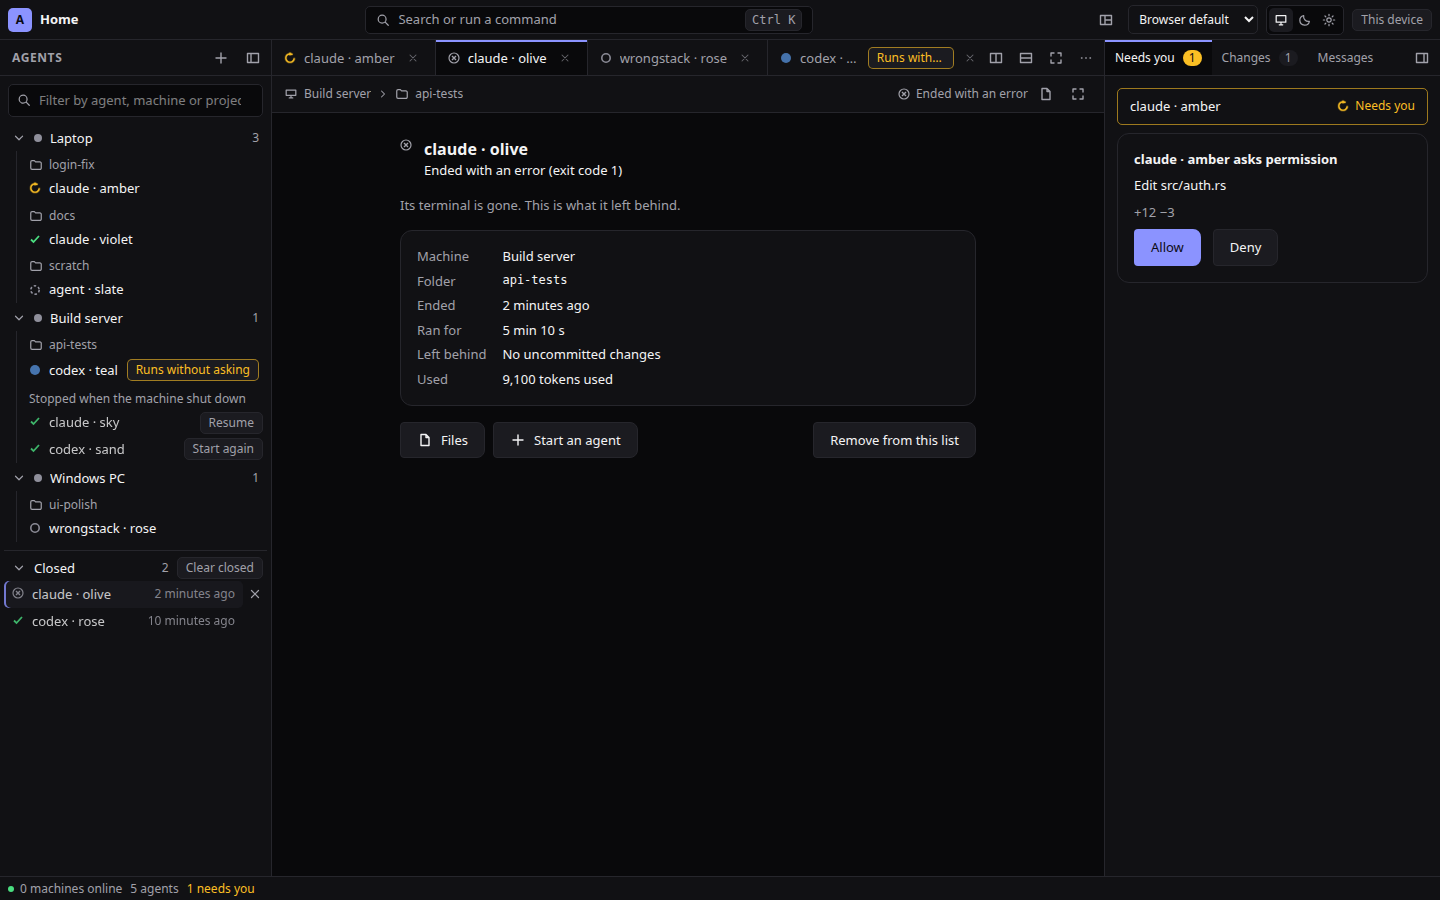 A Home
Search or run a command Ctrl K
Browser default
This device
AGENTS
Filter by agent, machine or projec
Laptop 3
login-fix
claude · amber
docs
claude · violet
scratch
agent · slate
Build server 1
api-tests
codex · teal Runs without asking
Stopped when the machine shut down
claude · sky Resume
codex · sand Start again
Windows PC 1
ui-polish
wrongstack · rose
Closed 2 Clear closed
claude · olive 2 minutes ago
codex · rose 10 minutes ago
claude · amber
claude · olive
wrongstack · rose
codex · ... Runs with...
Build server api-tests
Ended with an error
claude · olive
Ended with an error (exit code 1)
Its terminal is gone. This is what it left behind.
Machine Build server
Folder api-tests
Ended 2 minutes ago
Ran for 5 min 10 s
Left behind No uncommitted changes
Used 9,100 tokens used
Files
Start an agent
Remove from this list
Needs you 1
Changes 1
Messages
claude · amber Needs you
claude · amber asks permission
Edit src/auth.rs
+12 −3
Allow
Deny
0 machines online 5 agents 1 needs you